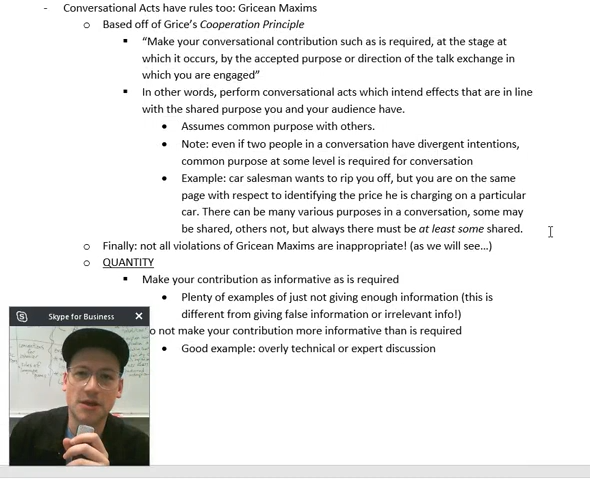 - Conversational Acts have rules too: Gricean Maxims
o Based off of Grice's Cooperation Principle
▪ “Make your conversational contribution such as is required, at the stage at
which it occurs, by the accepted purpose or direction of the talk exchange in
which you are engaged”
▪ In other words, perform conversational acts which intend effects that are in line
with the shared purpose you and your audience have.
• Assumes common purpose with others.
• Note: even if two people in a conversation have divergent intentions,
common purpose at some level is required for conversation
• Example: car salesman wants to rip you off, but you are on the same
page with respect to identifying the price he is charging on a particular
car. There can be many various purposes in a conversation, some may
be shared, others not, but always there must be at least some shared.
o Finally: not all violations of Gricean Maxims are inappropriate! (as we will see…)
o QUANTITY
▪ Make your contribution as informative as is required
• Plenty of examples of just not giving enough information (this is
different from giving false information or irrelevant info!)
o not make your contribution more informative than is required
• Good example: overly technical or expert discussion
Skype for Business